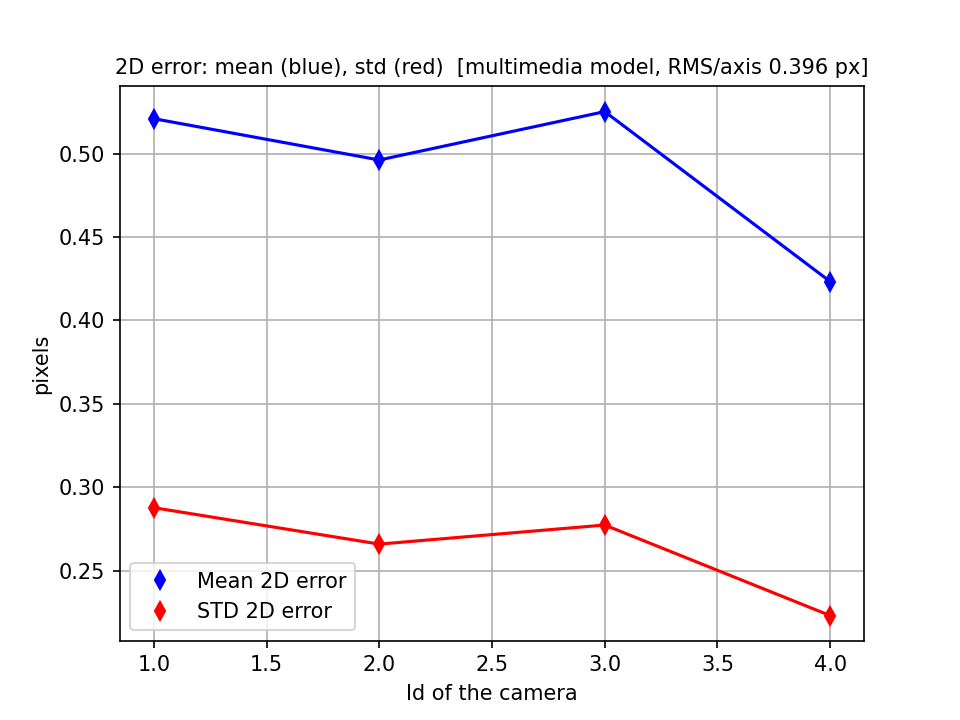 2D error: mean (blue), std (red)  [multimedia model, RMS/axis 0.396 px]
0.50
0.45
0.40
0.35
0.30
0.25
pixels
Mean 2D error
STD 2D error
1.0 1.5 2.0 2.5 3.0 3.5 4.0
Id of the camera